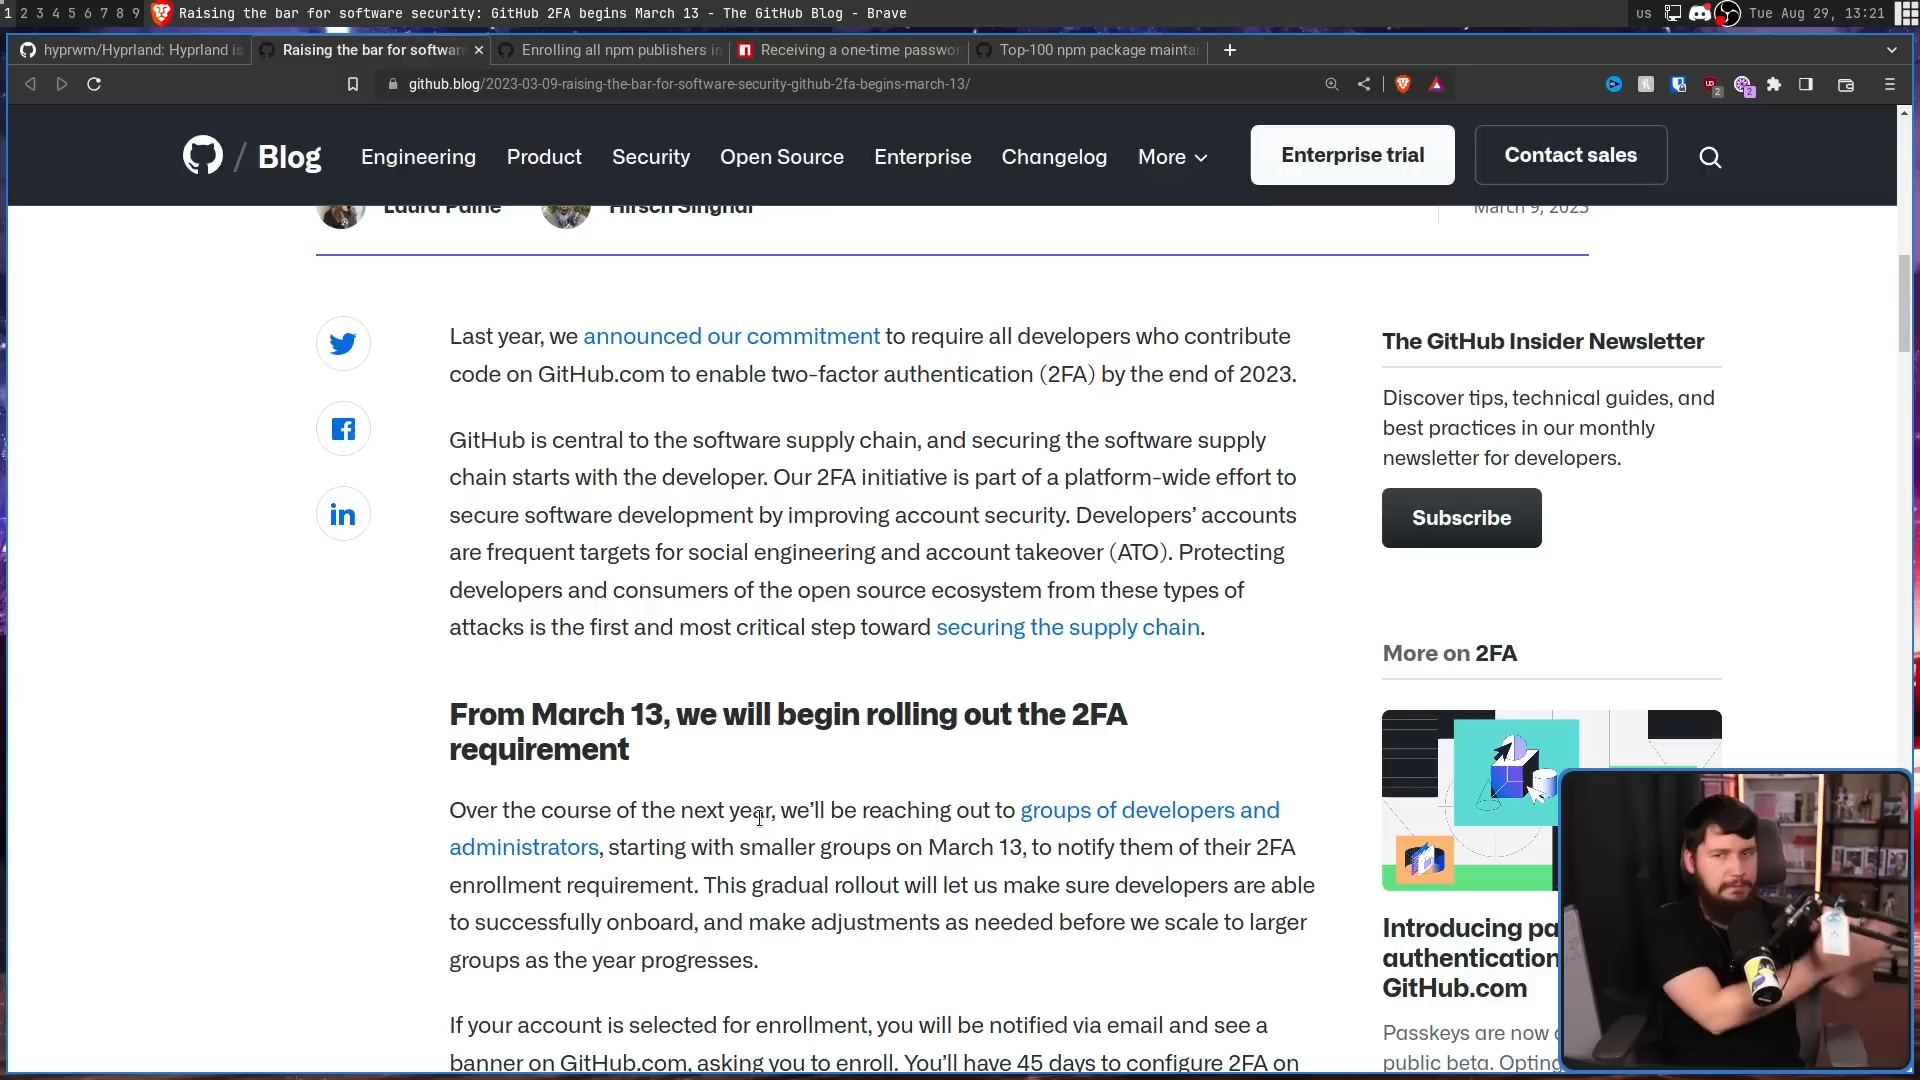 1 2 3 4 5 6 7 8 9 Raising the bar for software security: GitHub 2FA begins March 13 - The GitHub Blog - Brave us Tue Aug 29, 13:21
hyprwm/Hyprland: Hyprland is
Raising the bar for softwar
Enrolling all npm publishers in
Receiving a one-time passwo
Top-100 npm package maintai
github.blog/2023-03-09-raising-the-bar-for-software-security-github-2fa-begins-march-13/
2
2
/ Blog
Engineering Product Security Open Source Enterprise Changelog More
Enterprise trial
Contact sales
Laura Paine
Hirsch Singhal
March 9, 2023
Last year, we announced our commitment to require all developers who contribute
code on GitHub.com to enable two-factor authentication (2FA) by the end of 2023.
GitHub is central to the software supply chain, and securing the software supply
chain starts with the developer. Our 2FA initiative is part of a platform-wide effort to
secure software development by improving account security. Developers’ accounts
are frequent targets for social engineering and account takeover (ATO). Protecting
developers and consumers of the open source ecosystem from these types of
attacks is the first and most critical step toward securing the supply chain.
From March 13, we will begin rolling out the 2FA
requirement
Over the course of the next year, we’ll be reaching out to groups of developers and
administrators, starting with smaller groups on March 13, to notify them of their 2FA
enrollment requirement. This gradual rollout will let us make sure developers are able
to successfully onboard, and make adjustments as needed before we scale to larger
groups as the year progresses.
If your account is selected for enrollment, you will be notified via email and see a
banner on GitHub.com, asking you to enroll. You’ll have 45 days to configure 2FA on
The GitHub Insider Newsletter
Discover tips, technical guides, and
best practices in our monthly
newsletter for developers.
Subscribe
More on 2FA
Introducing pa
authentication
GitHub.com
Passkeys are now
public beta. Opting